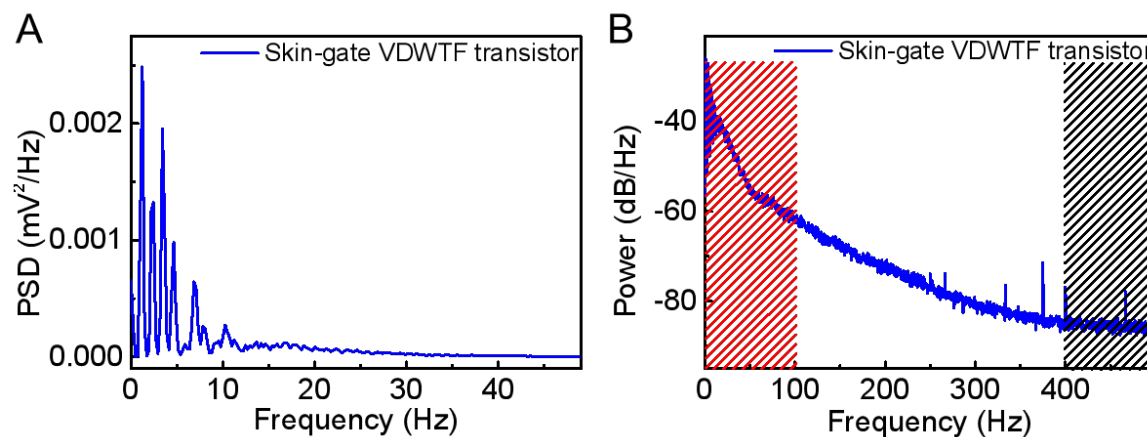 A
Skin-gate VDWTF transistor
0.002
0.001
0.000
PSD (mV²/Hz)
0 10 20 30 40
Frequency (Hz)
B
Skin-gate VDWTF transistor
-40
-60
-80
Power (dB/Hz)
0 100 200 300 400
Frequency (Hz)